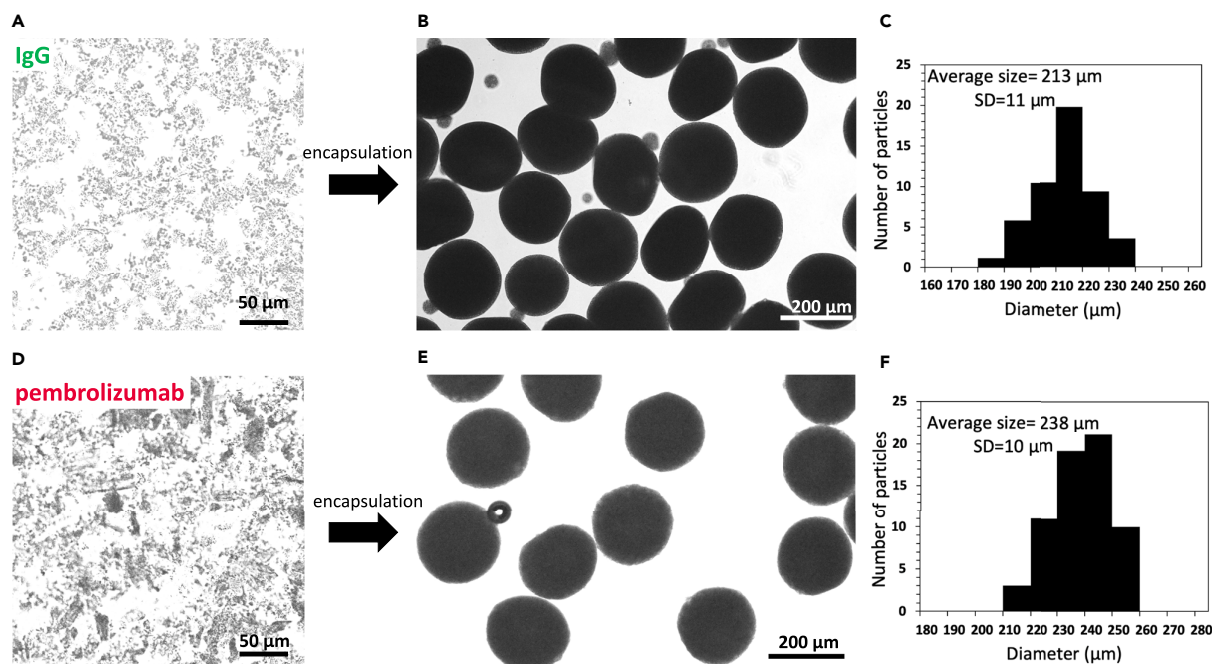 A
IgG
50 µm
encapsulation
B
200 µm
C
Average size= 213 µm
SD=11 µm
Number of particles
25
20
15
10
5
0
160 170 180 190 200 210 220 230 240 250 260
Diameter (µm)
D
pembrolizumab
50 µm
encapsulation
E
200 µm
F
Average size= 238 µm
SD=10 µm
Number of particles
25
20
15
10
5
0
180 190 200 210 220 230 240 250 260 270 280
Diameter (µm)